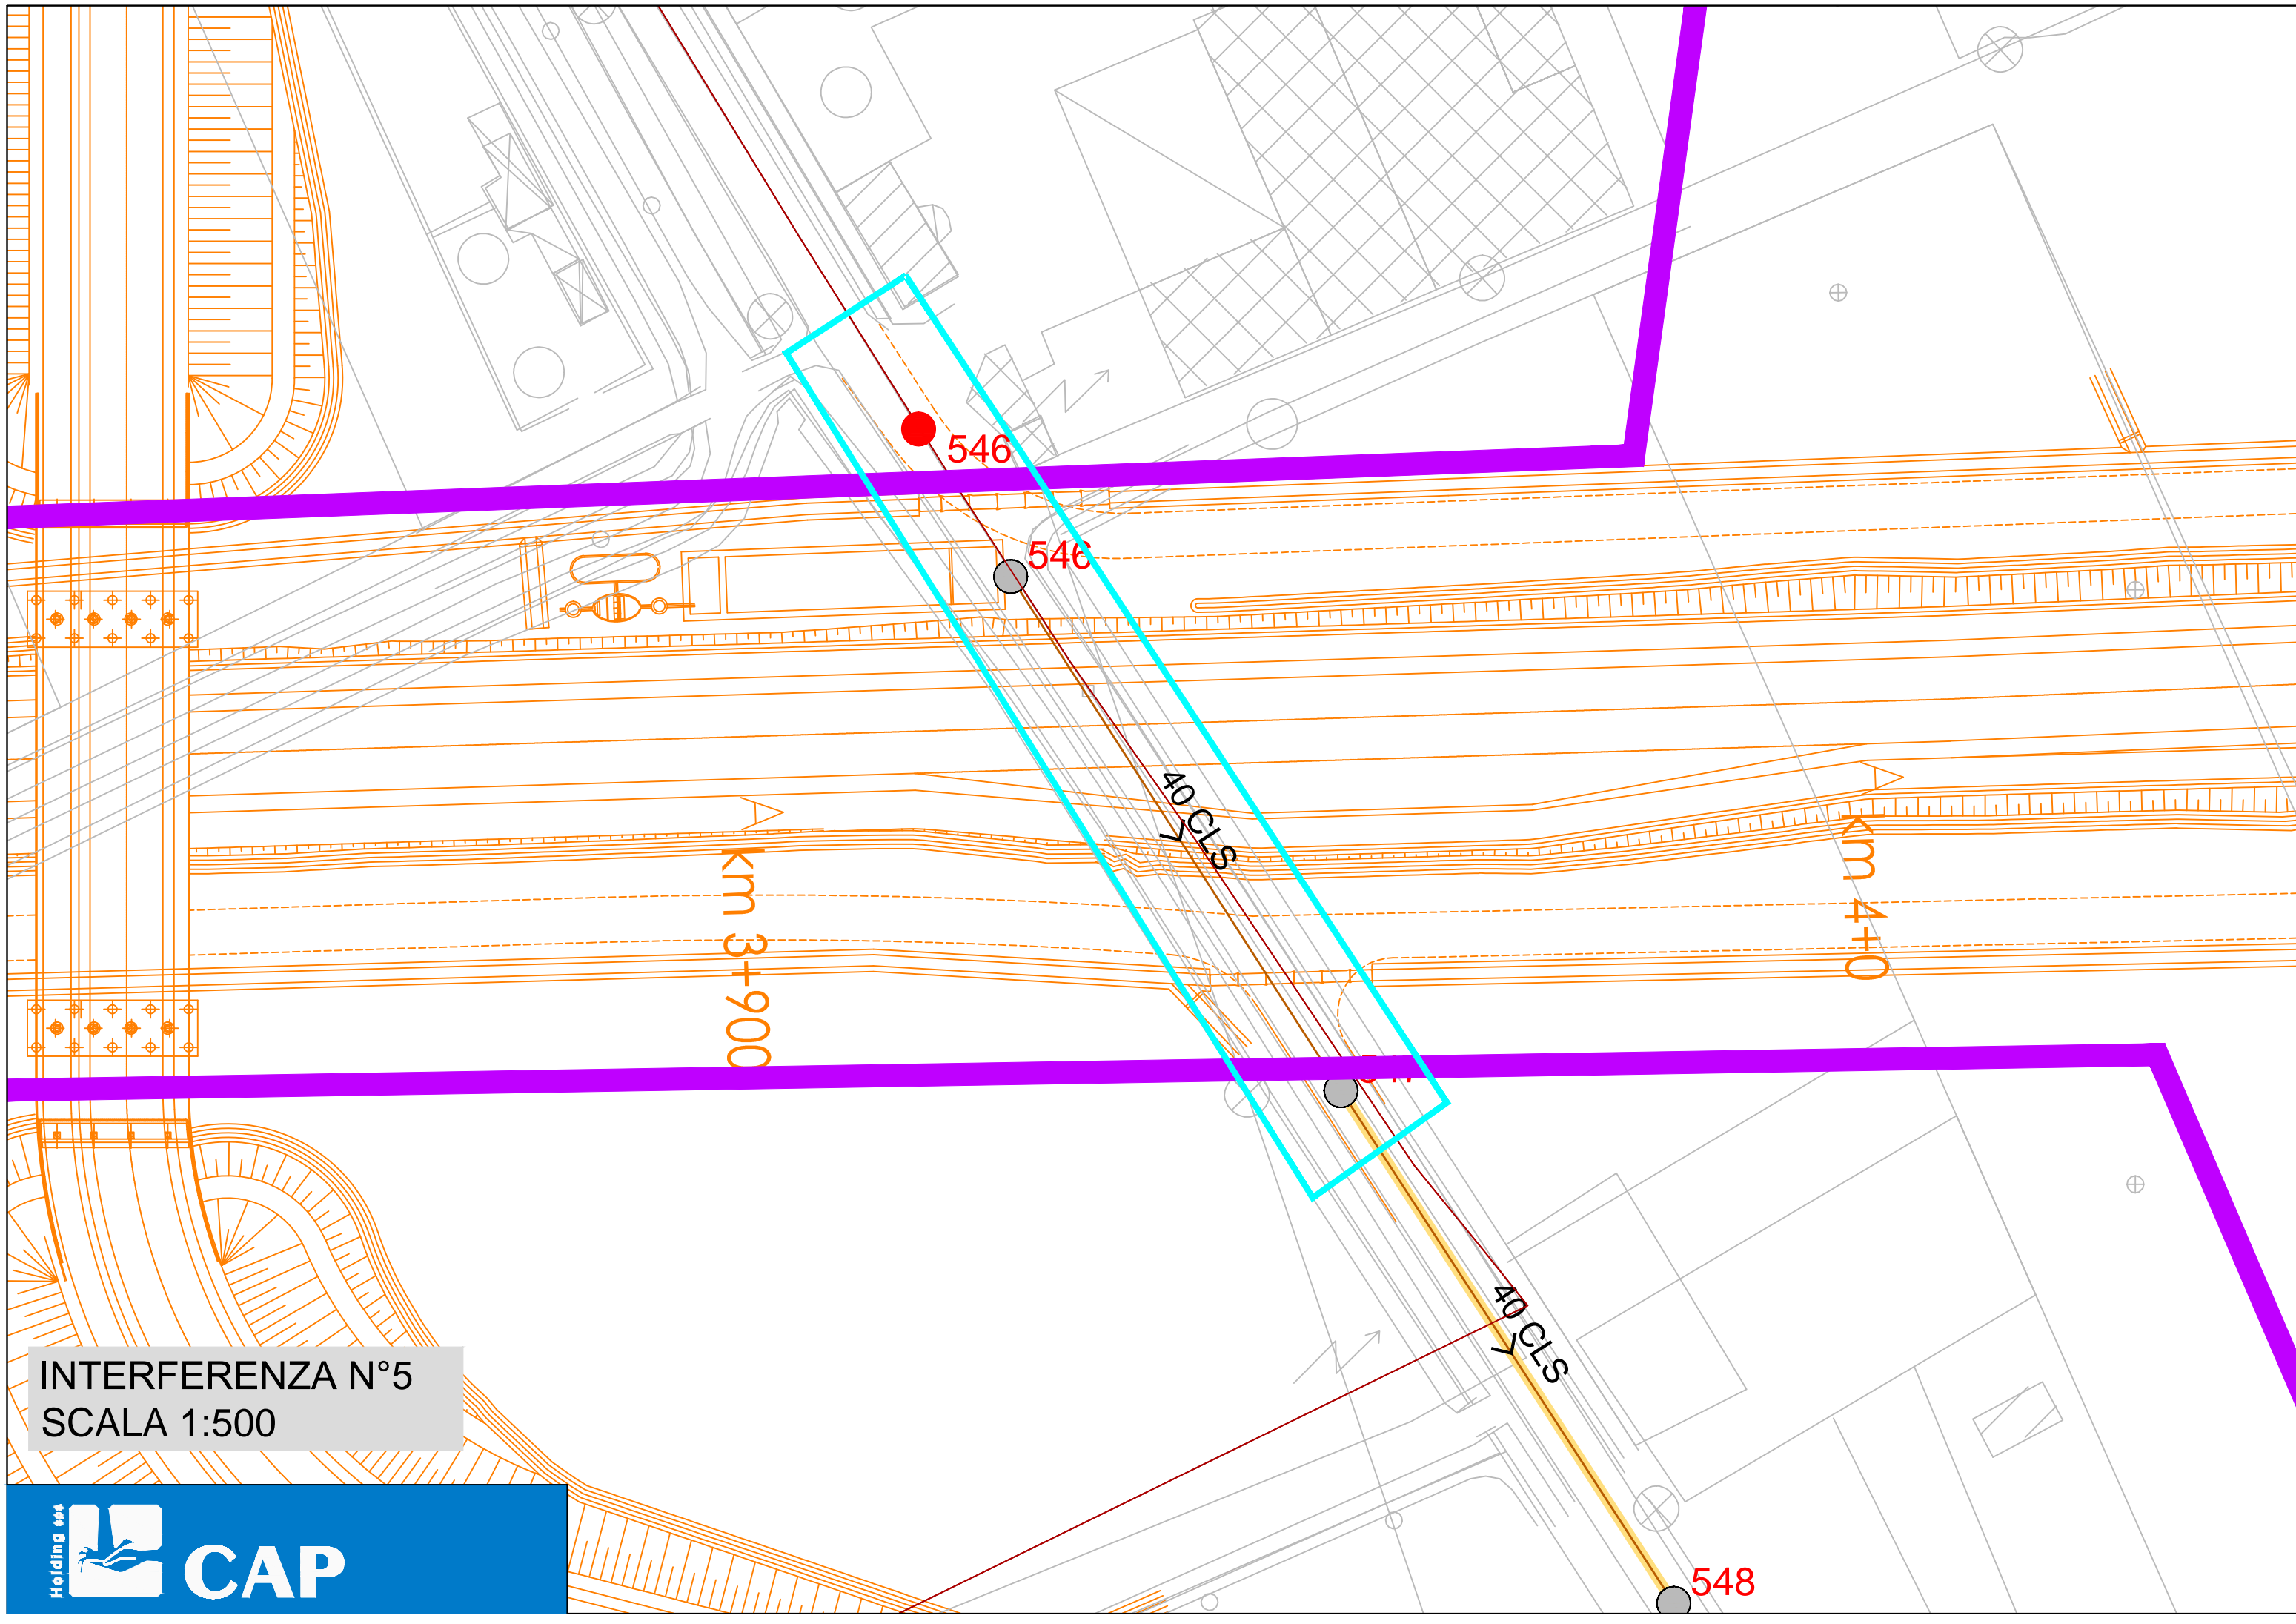 546
546
40 CLS
Km 3+900
Km 4+0
40 CLS
INTERFERENZA N°5
SCALA 1:500
Holding spa
CAP
548